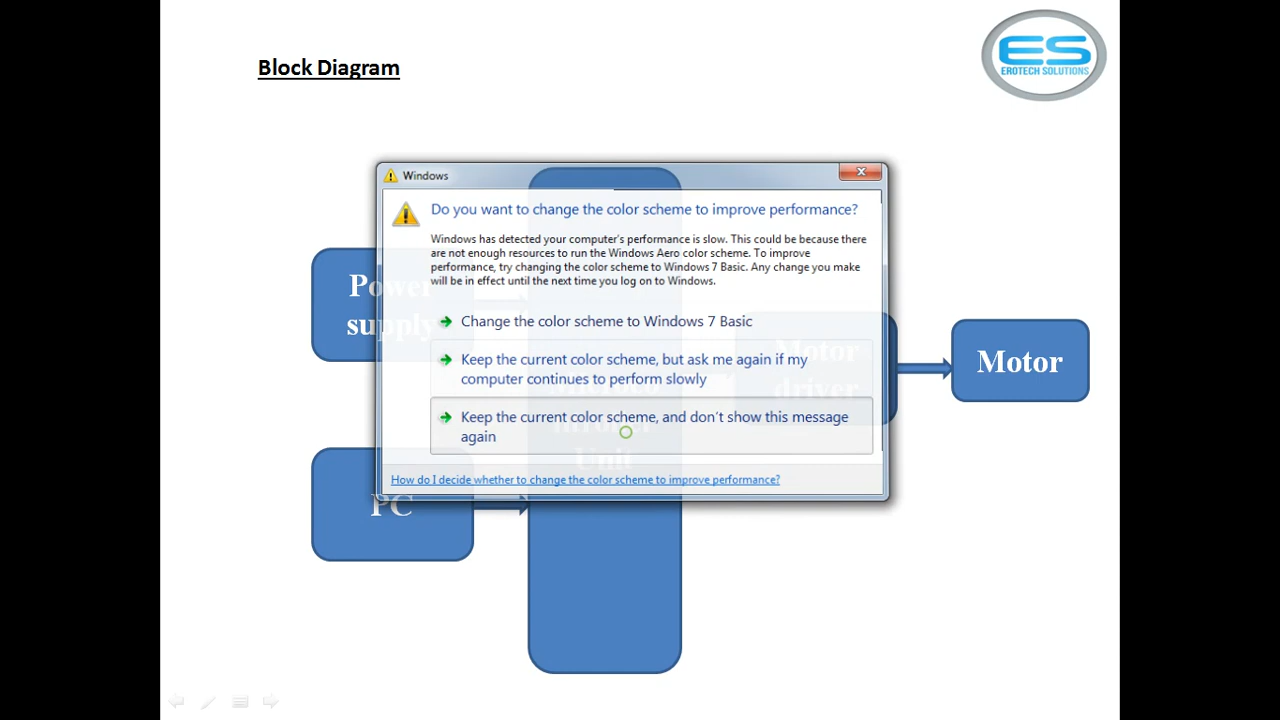 Block Diagram
ES
EROTECH SOLUTIONS
Windows
Do you want to change the color scheme to improve performance?
Windows has detected your computer's performance is slow. This could be because there
are not enough resources to run the Windows Aero color scheme. To improve
performance, try changing the color scheme to Windows 7 Basic. Any change you make
will be in effect until the next time you log on to Windows.
Change the color scheme to Windows 7 Basic
Keep the current color scheme, but ask me again if my
computer continues to perform slowly
Keep the current color scheme, and don't show this message
again
How do I decide whether to change the color scheme to improve performance?
Power
supply
PC
Unit
Motor
driver
Motor